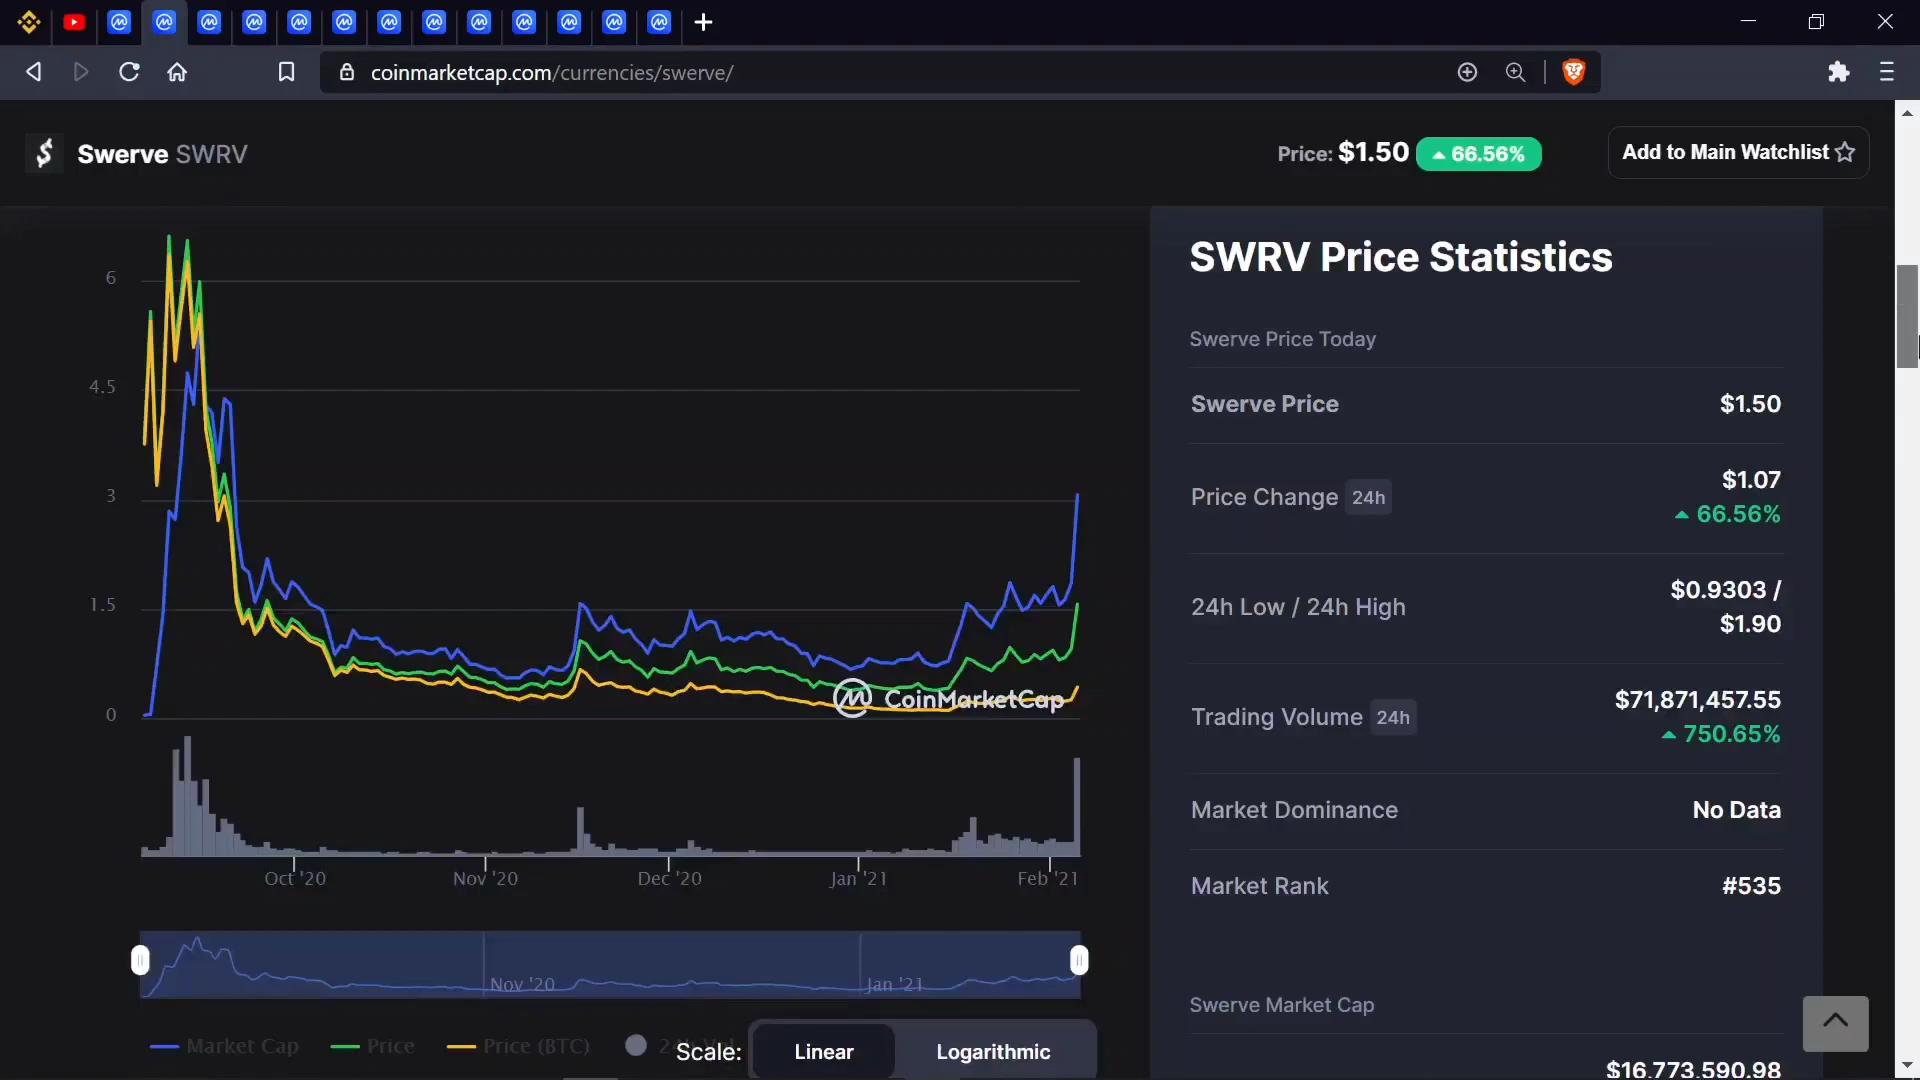 coinmarketcap.com/currencies/swerve/
Swerve SWRV
Price: $1.50 66.56%
Add to Main Watchlist
6
4.5
3
1.5
0
CoinMarketCap
Oct '20
Nov '20
Dec '20
Jan '21
Feb '21
Nov '20
Jan '21
Market Cap
Price
Price (BTC)
Scale:
Linear
Logarithmic
SWRV Price Statistics
Swerve Price Today
Swerve Price
$1.50
Price Change 24h
$1.07
66.56%
24h Low / 24h High
$0.9303 /
$1.90
Trading Volume 24h
$71,871,457.55
750.65%
Market Dominance
No Data
Market Rank
#535
Swerve Market Cap
$16,773,590.98